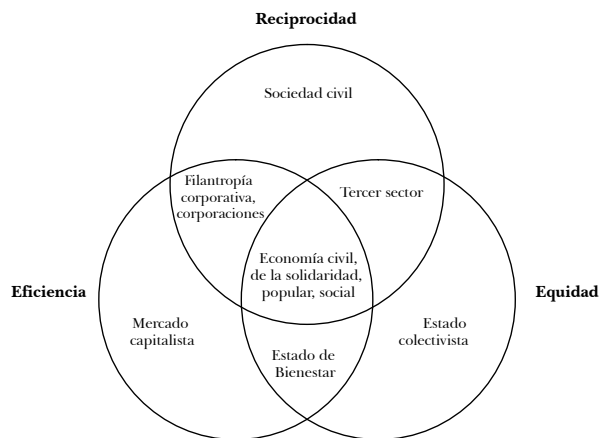 Reciprocidad
Sociedad civil
Filantropía
corporativa,
corporaciones
Tercer sector
Economía civil,
de la solidaridad,
popular, social
Eficiencia
Equidad
Mercado
capitalista
Estado
colectivista
Estado de
Bienestar